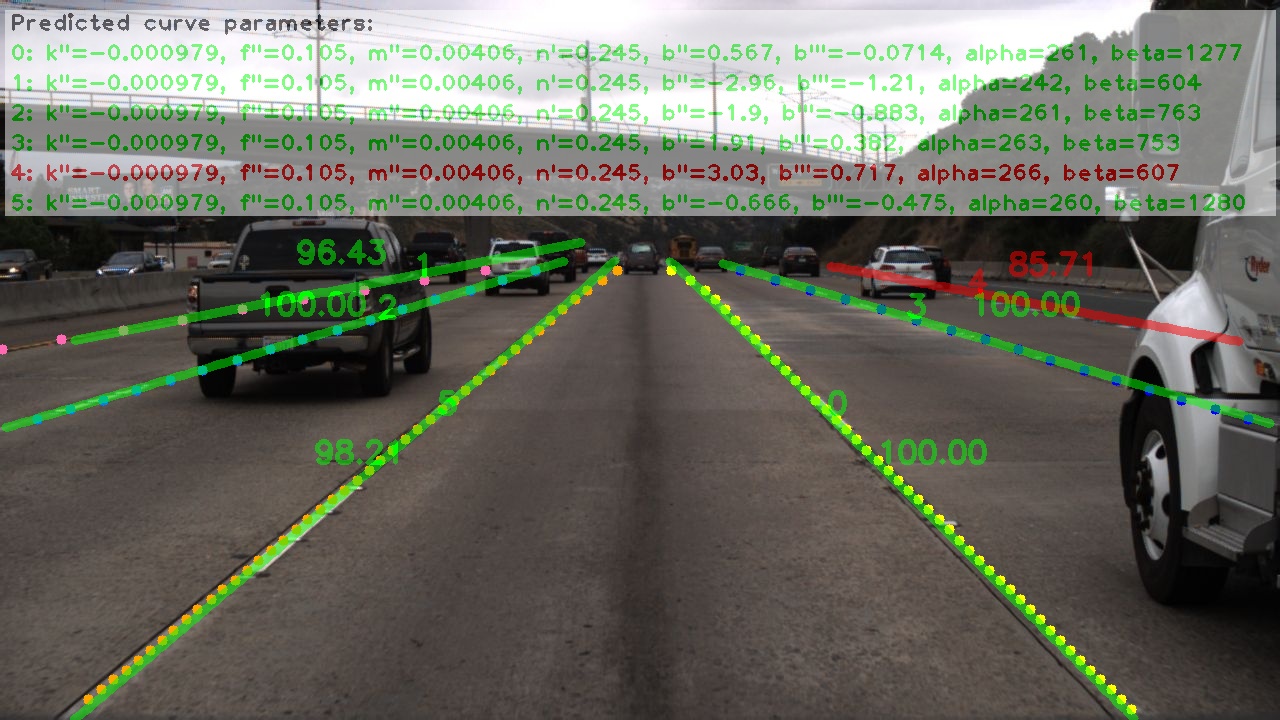 Predicted curve parameters:
0: k''=-0.000979, f''=0.105, m''=0.00406, n'=0.245, b''=0.567, b'''=-0.0714, alpha=261, beta=1277
1: k''=-0.000979, f''=0.105, m''=0.00406, n'=0.245, b''=-2.96, b'''=-1.21, alpha=242, beta=604
2: k''=-0.000979, f''=0.105, m''=0.00406, n'=0.245, b''=-1.9, b'''=-0.883, alpha=261, beta=763
3: k''=-0.000979, f''=0.105, m''=0.00406, n'=0.245, b''=1.91, b'''=0.382, alpha=263, beta=753
4: k''=-0.000979, f''=0.105, m''=0.00406, n'=0.245, b''=3.03, b'''=0.717, alpha=266, beta=607
5: k''=-0.000979, f''=0.105, m''=0.00406, n'=0.245, b''=-0.666, b'''=-0.475, alpha=260, beta=1280
96.43 1
85.71
4
Ryder
100.00 2
3 100.00
5
0
98.21
100.00